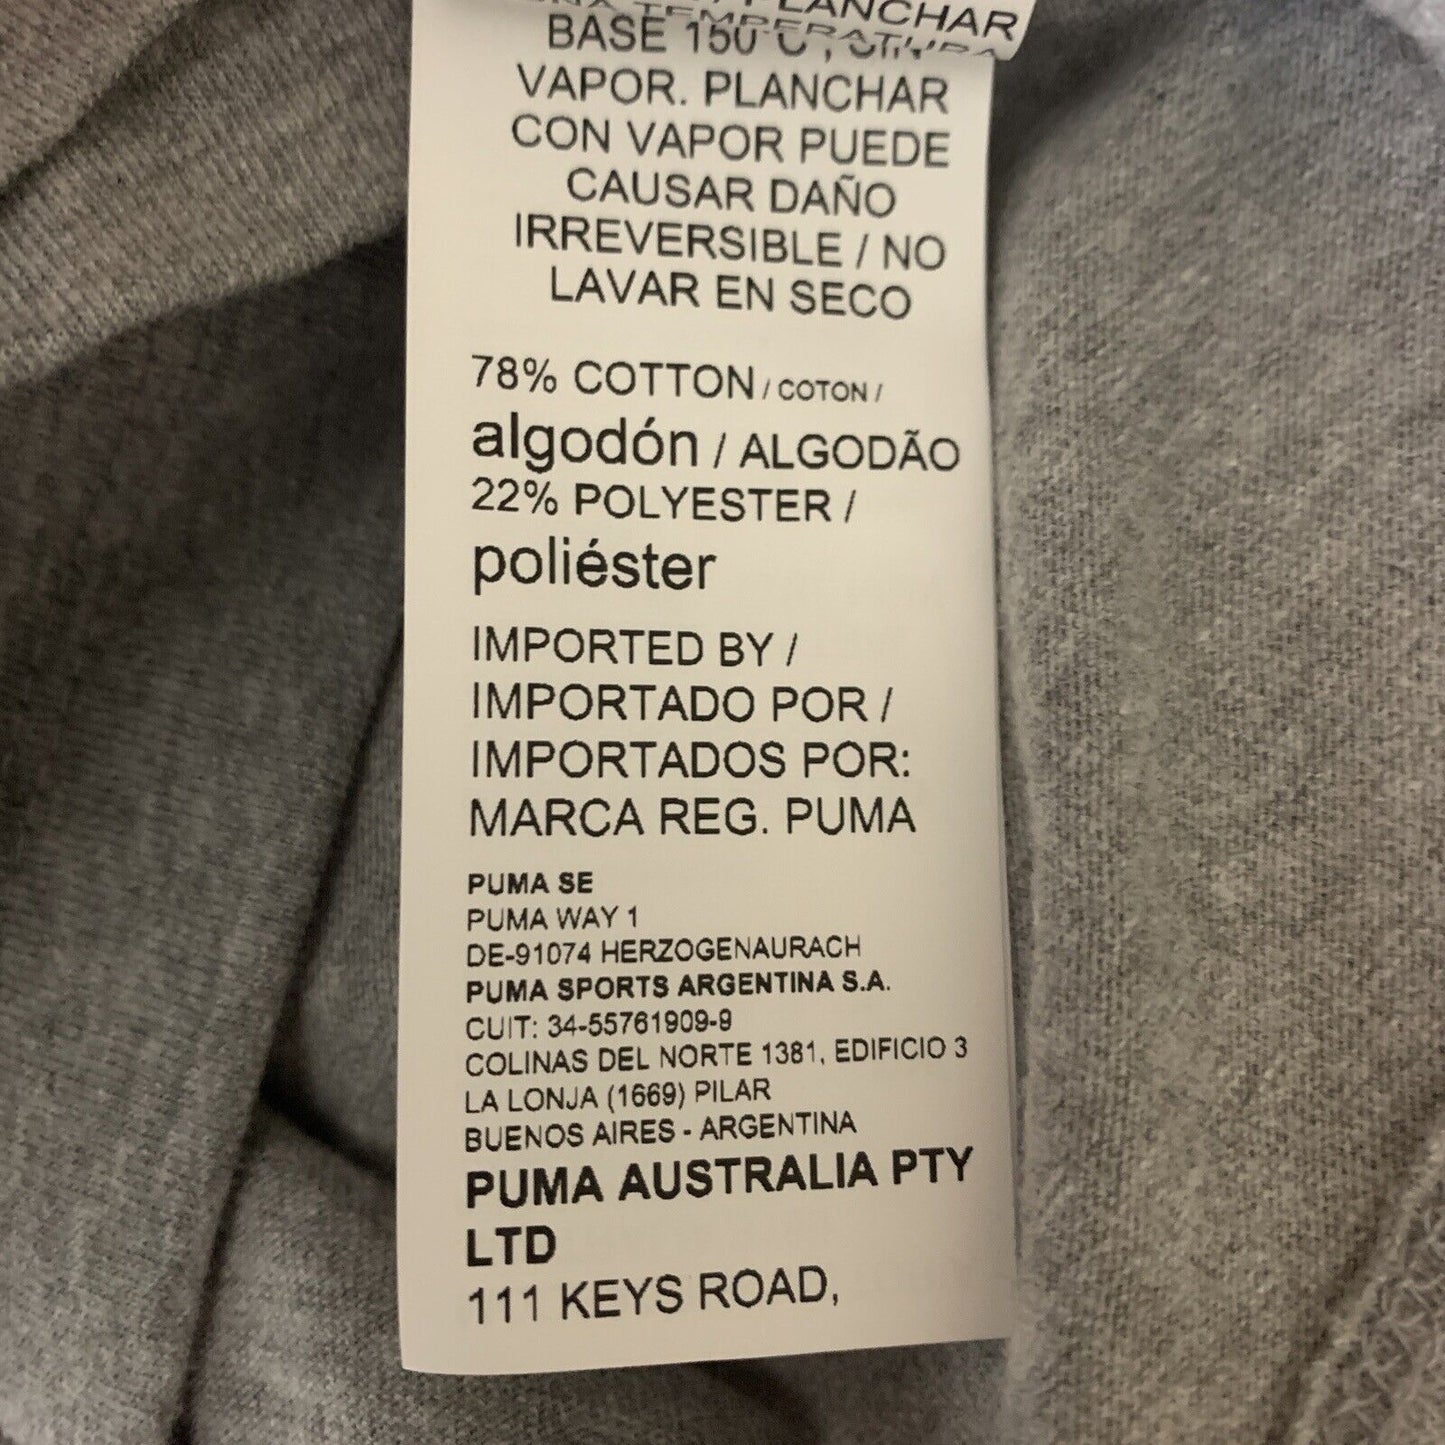 PLANCHAR
TEMPERATURA
BASE 150°C, SIN
VAPOR. PLANCHAR
CON VAPOR PUEDE
CAUSAR DAÑO
IRREVERSIBLE / NO
LAVAR EN SECO
78% COTTON / COTON /
algodón / ALGODÃO
22% POLYESTER /
poliéster
IMPORTED BY /
IMPORTADO POR /
IMPORTADOS POR:
MARCA REG. PUMA
PUMA SE
PUMA WAY 1
DE-91074 HERZOGENAURACH
PUMA SPORTS ARGENTINA S.A.
CUIT: 34-55761909-9
COLINAS DEL NORTE 1381, EDIFICIO 3
LA LONJA (1669) PILAR
BUENOS AIRES - ARGENTINA
PUMA AUSTRALIA PTY
LTD
111 KEYS ROAD,